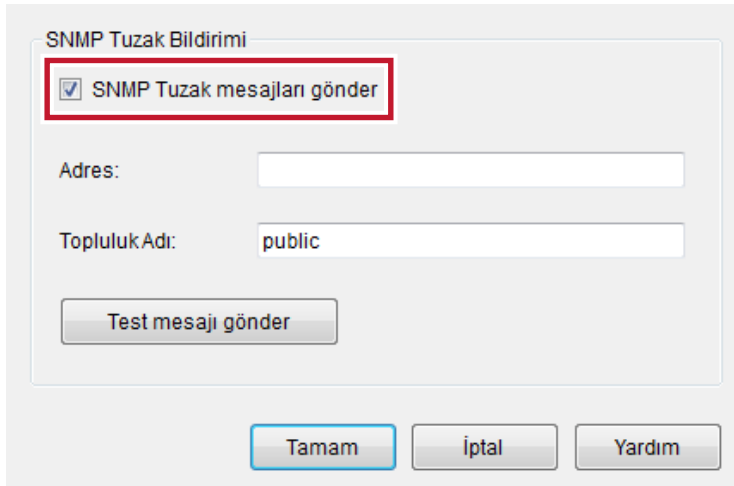 SNMP Tuzak Bildirimi
SNMP Tuzak mesajları gönder
Adres:
Topluluk Adı: public
Test mesajı gönder
Tamam İptal Yardım